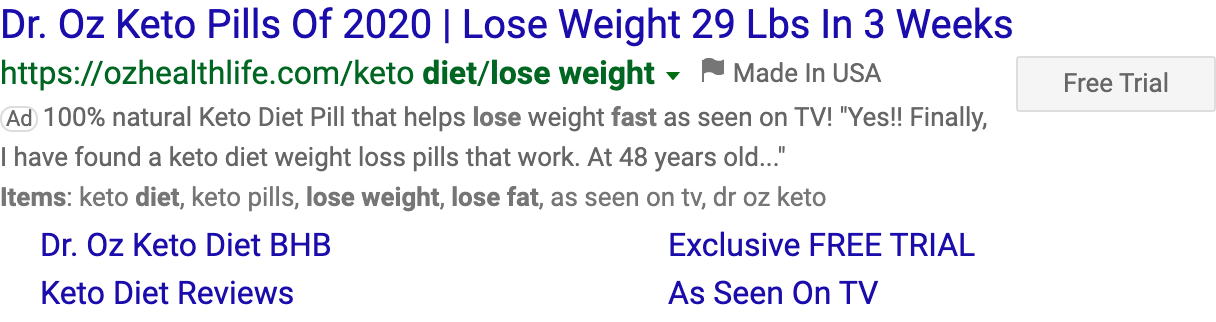 Dr. Oz Keto Pills Of 2020 | Lose Weight 29 Lbs In 3 Weeks
https://ozhealthlife.com/keto diet/lose weight Made In USA
Free Trial
Ad 100% natural Keto Diet Pill that helps lose weight fast as seen on TV! "Yes!! Finally,
I have found a keto diet weight loss pills that work. At 48 years old..."
Items: keto diet, keto pills, lose weight, lose fat, as seen on tv, dr oz keto
Dr. Oz Keto Diet BHB
Exclusive FREE TRIAL
Keto Diet Reviews
As Seen On TV